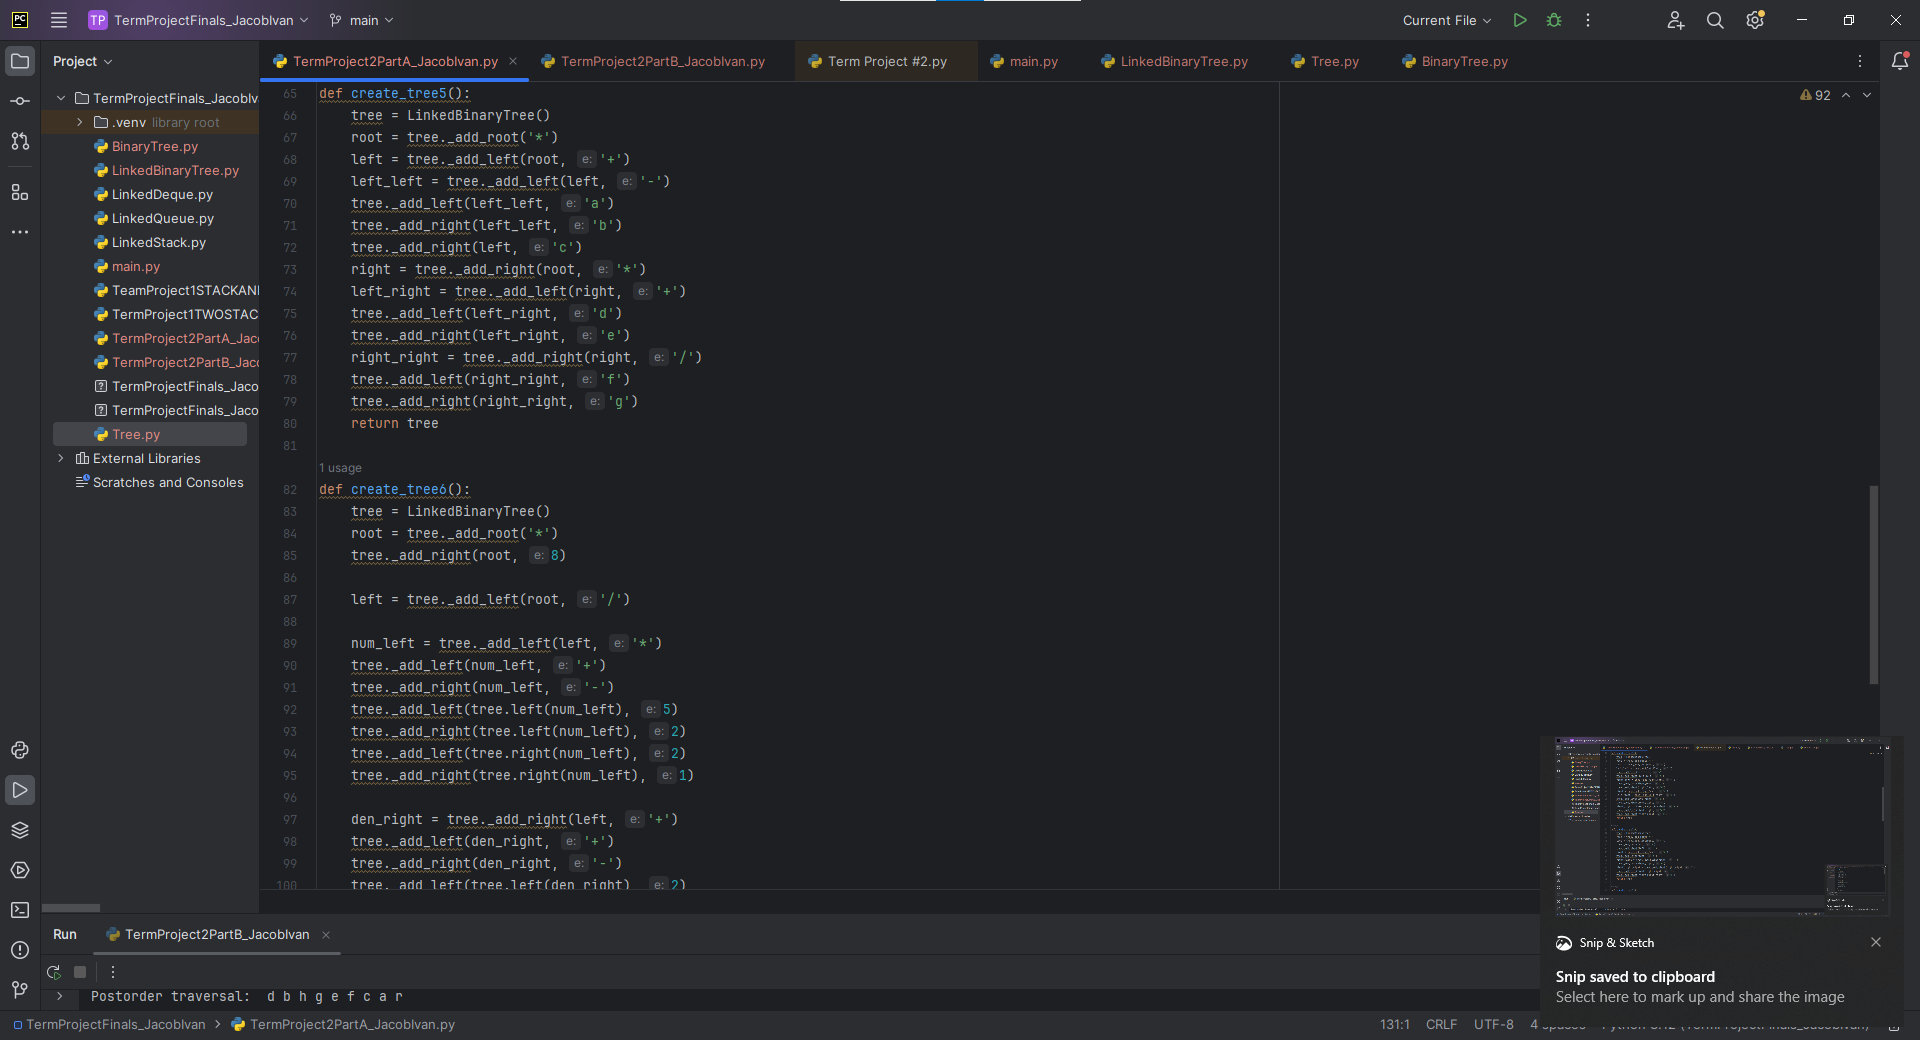 TP TermProjectFinals_JacobIvan main Current File
Project
TermProject2PartA_JacobIvan.py TermProject2PartB_JacobIvan.py Term Project #2.py main.py LinkedBinaryTree.py Tree.py BinaryTree.py
TermProjectFinals_JacobIv
.venv library root
BinaryTree.py
LinkedBinaryTree.py
LinkedDeque.py
LinkedQueue.py
LinkedStack.py
main.py
TeamProject1STACKANI
TermProject1TWOSTAC
TermProject2PartA_Jac
TermProject2PartB_Jac
TermProjectFinals_Jaco
TermProjectFinals_Jaco
Tree.py
External Libraries
Scratches and Consoles
92
65 def create_tree5():
66 tree = LinkedBinaryTree()
67 root = tree._add_root('*')
68 left = tree._add_left(root, e: '+')
69 left_left = tree._add_left(left, e: '-')
70 tree._add_left(left_left, e: 'a')
71 tree._add_right(left_left, e: 'b')
72 tree._add_right(left, e: 'c')
73 right = tree._add_right(root, e: '*')
74 left_right = tree._add_left(right, e: '+')
75 tree._add_left(left_right, e: 'd')
76 tree._add_right(left_right, e: 'e')
77 right_right = tree._add_right(right, e: '/')
78 tree._add_left(right_right, e: 'f')
79 tree._add_right(right_right, e: 'g')
80 return tree
81
1 usage
82 def create_tree6():
83 tree = LinkedBinaryTree()
84 root = tree._add_root('*')
85 tree._add_right(root, e: 8)
86
87 left = tree._add_left(root, e: '/')
88
89 num_left = tree._add_left(left, e: '*')
90 tree._add_left(num_left, e: '+')
91 tree._add_right(num_left, e: '-')
92 tree._add_left(tree.left(num_left), e: 5)
93 tree._add_right(tree.left(num_left), e: 2)
94 tree._add_left(tree.right(num_left), e: 2)
95 tree._add_right(tree.right(num_left), e: 1)
96
97 den_right = tree._add_right(left, e: '+')
98 tree._add_left(den_right, e: '+')
99 tree._add_right(den_right, e: '-')
100 tree._add_left(tree.left(den_right), e: 2)
Run TermProject2PartB_JacobIvan
Postorder traversal: d b h g e f c a r
Snip & Sketch
Snip saved to clipboard
Select here to mark up and share the image
TermProjectFinals_JacobIvan > TermProject2PartA_JacobIvan.py 131:1 CRLF UTF-8 4 spaces